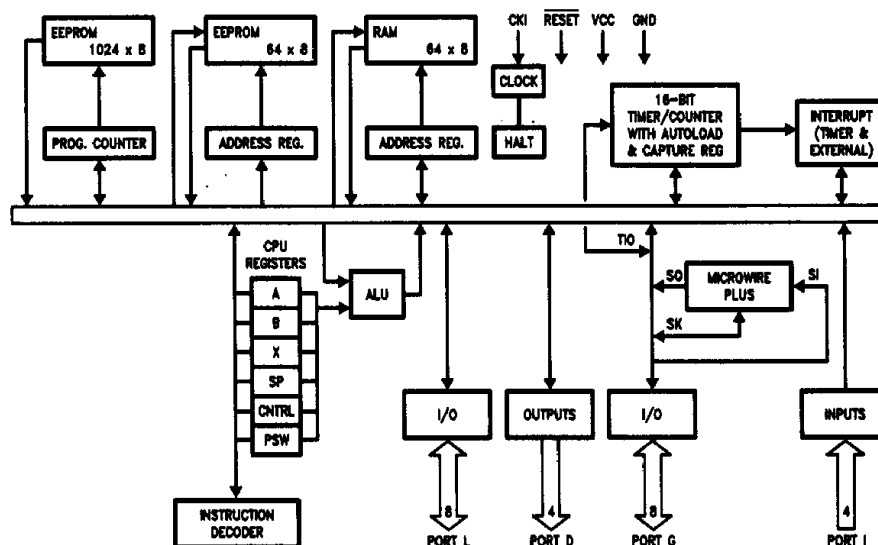 EEPROM
1024 x 8
EEPROM
64 x 8
RAM
64 x 8
CKI
RESET
VCC
GND
CLOCK
HALT
16-BIT
TIMER/COUNTER
WITH AUTOLOAD
& CAPTURE REG
INTERRUPT
(TIMER &
EXTERNAL)
PROG. COUNTER
ADDRESS REG.
ADDRESS REG.
CPU
REGISTERS
A
B
X
SP
CNTRL
PSW
ALU
TIO
SO
MICROWIRE
PLUS
SI
SK
I/O
OUTPUTS
I/O
INPUTS
INSTRUCTION
DECODER
8
4
8
4
PORT L
PORT D
PORT G
PORT I